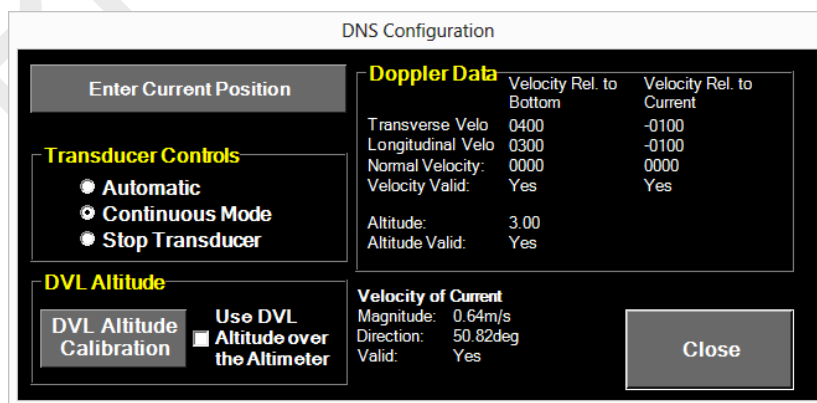 DNS Configuration
Enter Current Position
Transducer Controls
Automatic
Continuous Mode
Stop Transducer
DVL Altitude
DVL Altitude
Calibration
Use DVL
Altitude over
the Altimeter
Doppler Data
Velocity Rel. to
Bottom
Velocity Rel. to
Current
Transverse Velo 0400 -0100
Longitudinal Velo 0300 -0100
Normal Velocity: 0000 0000
Velocity Valid: Yes Yes
Altitude: 3.00
Altitude Valid: Yes
Velocity of Current
Magnitude: 0.64m/s
Direction: 50.82deg
Valid: Yes
Close